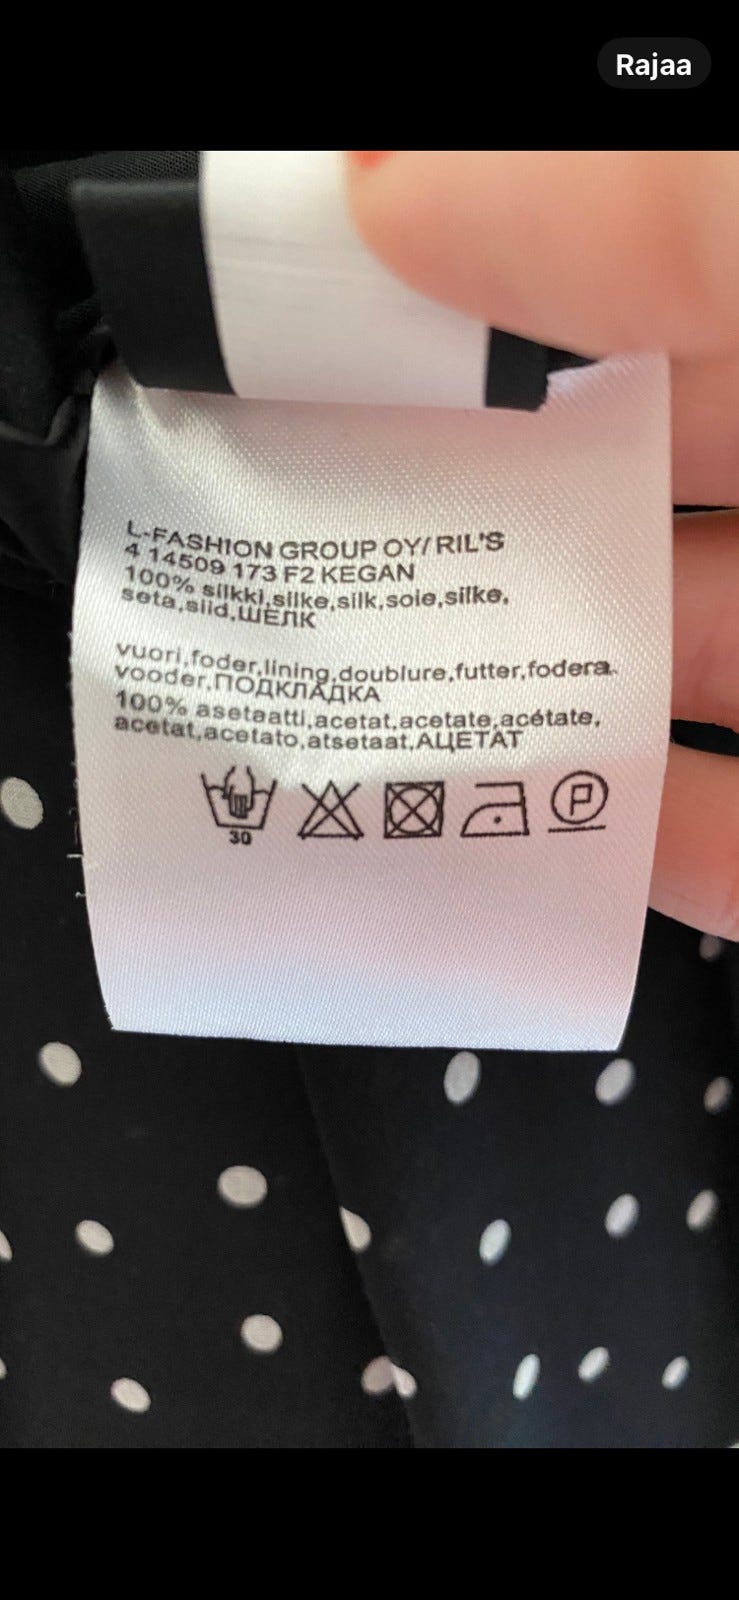 Rajaa
L-FASHION GROUP OY/RIL'S
4 14509 173 F2 KEGAN
100% silkki,silke,silk,soie,silke,
seta,siid,ШЕЛК
vuori,foder,lining,doublure,futter,fodera.
vooder,ПОДКЛАДКА
100% asetaatti,acetat,acetate,acétate,
acetat,acetato,atsetaat,АЦЕТАТ
30
P